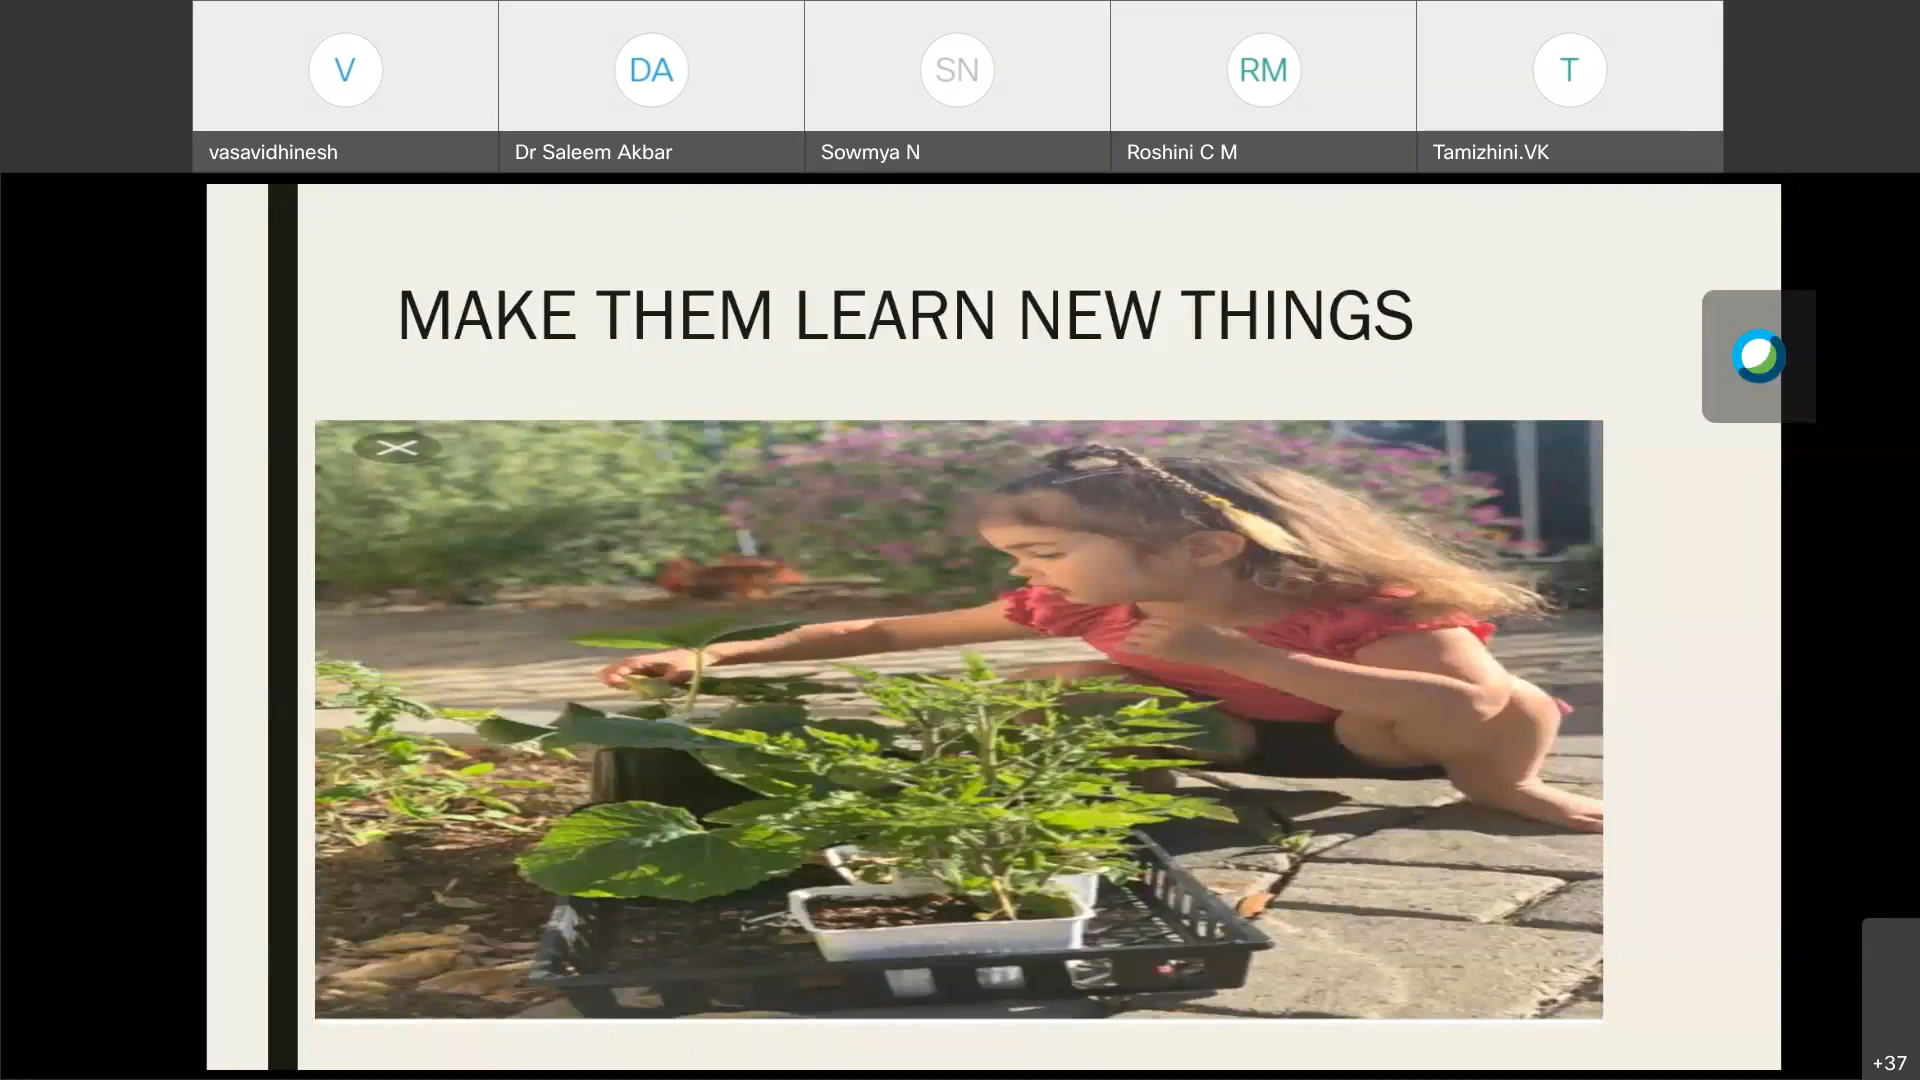 V
DA
SN
RM
T
vasavidhinesh
Dr Saleem Akbar
Sowmya N
Roshini C M
Tamizhini.VK
MAKE THEM LEARN NEW THINGS
+37